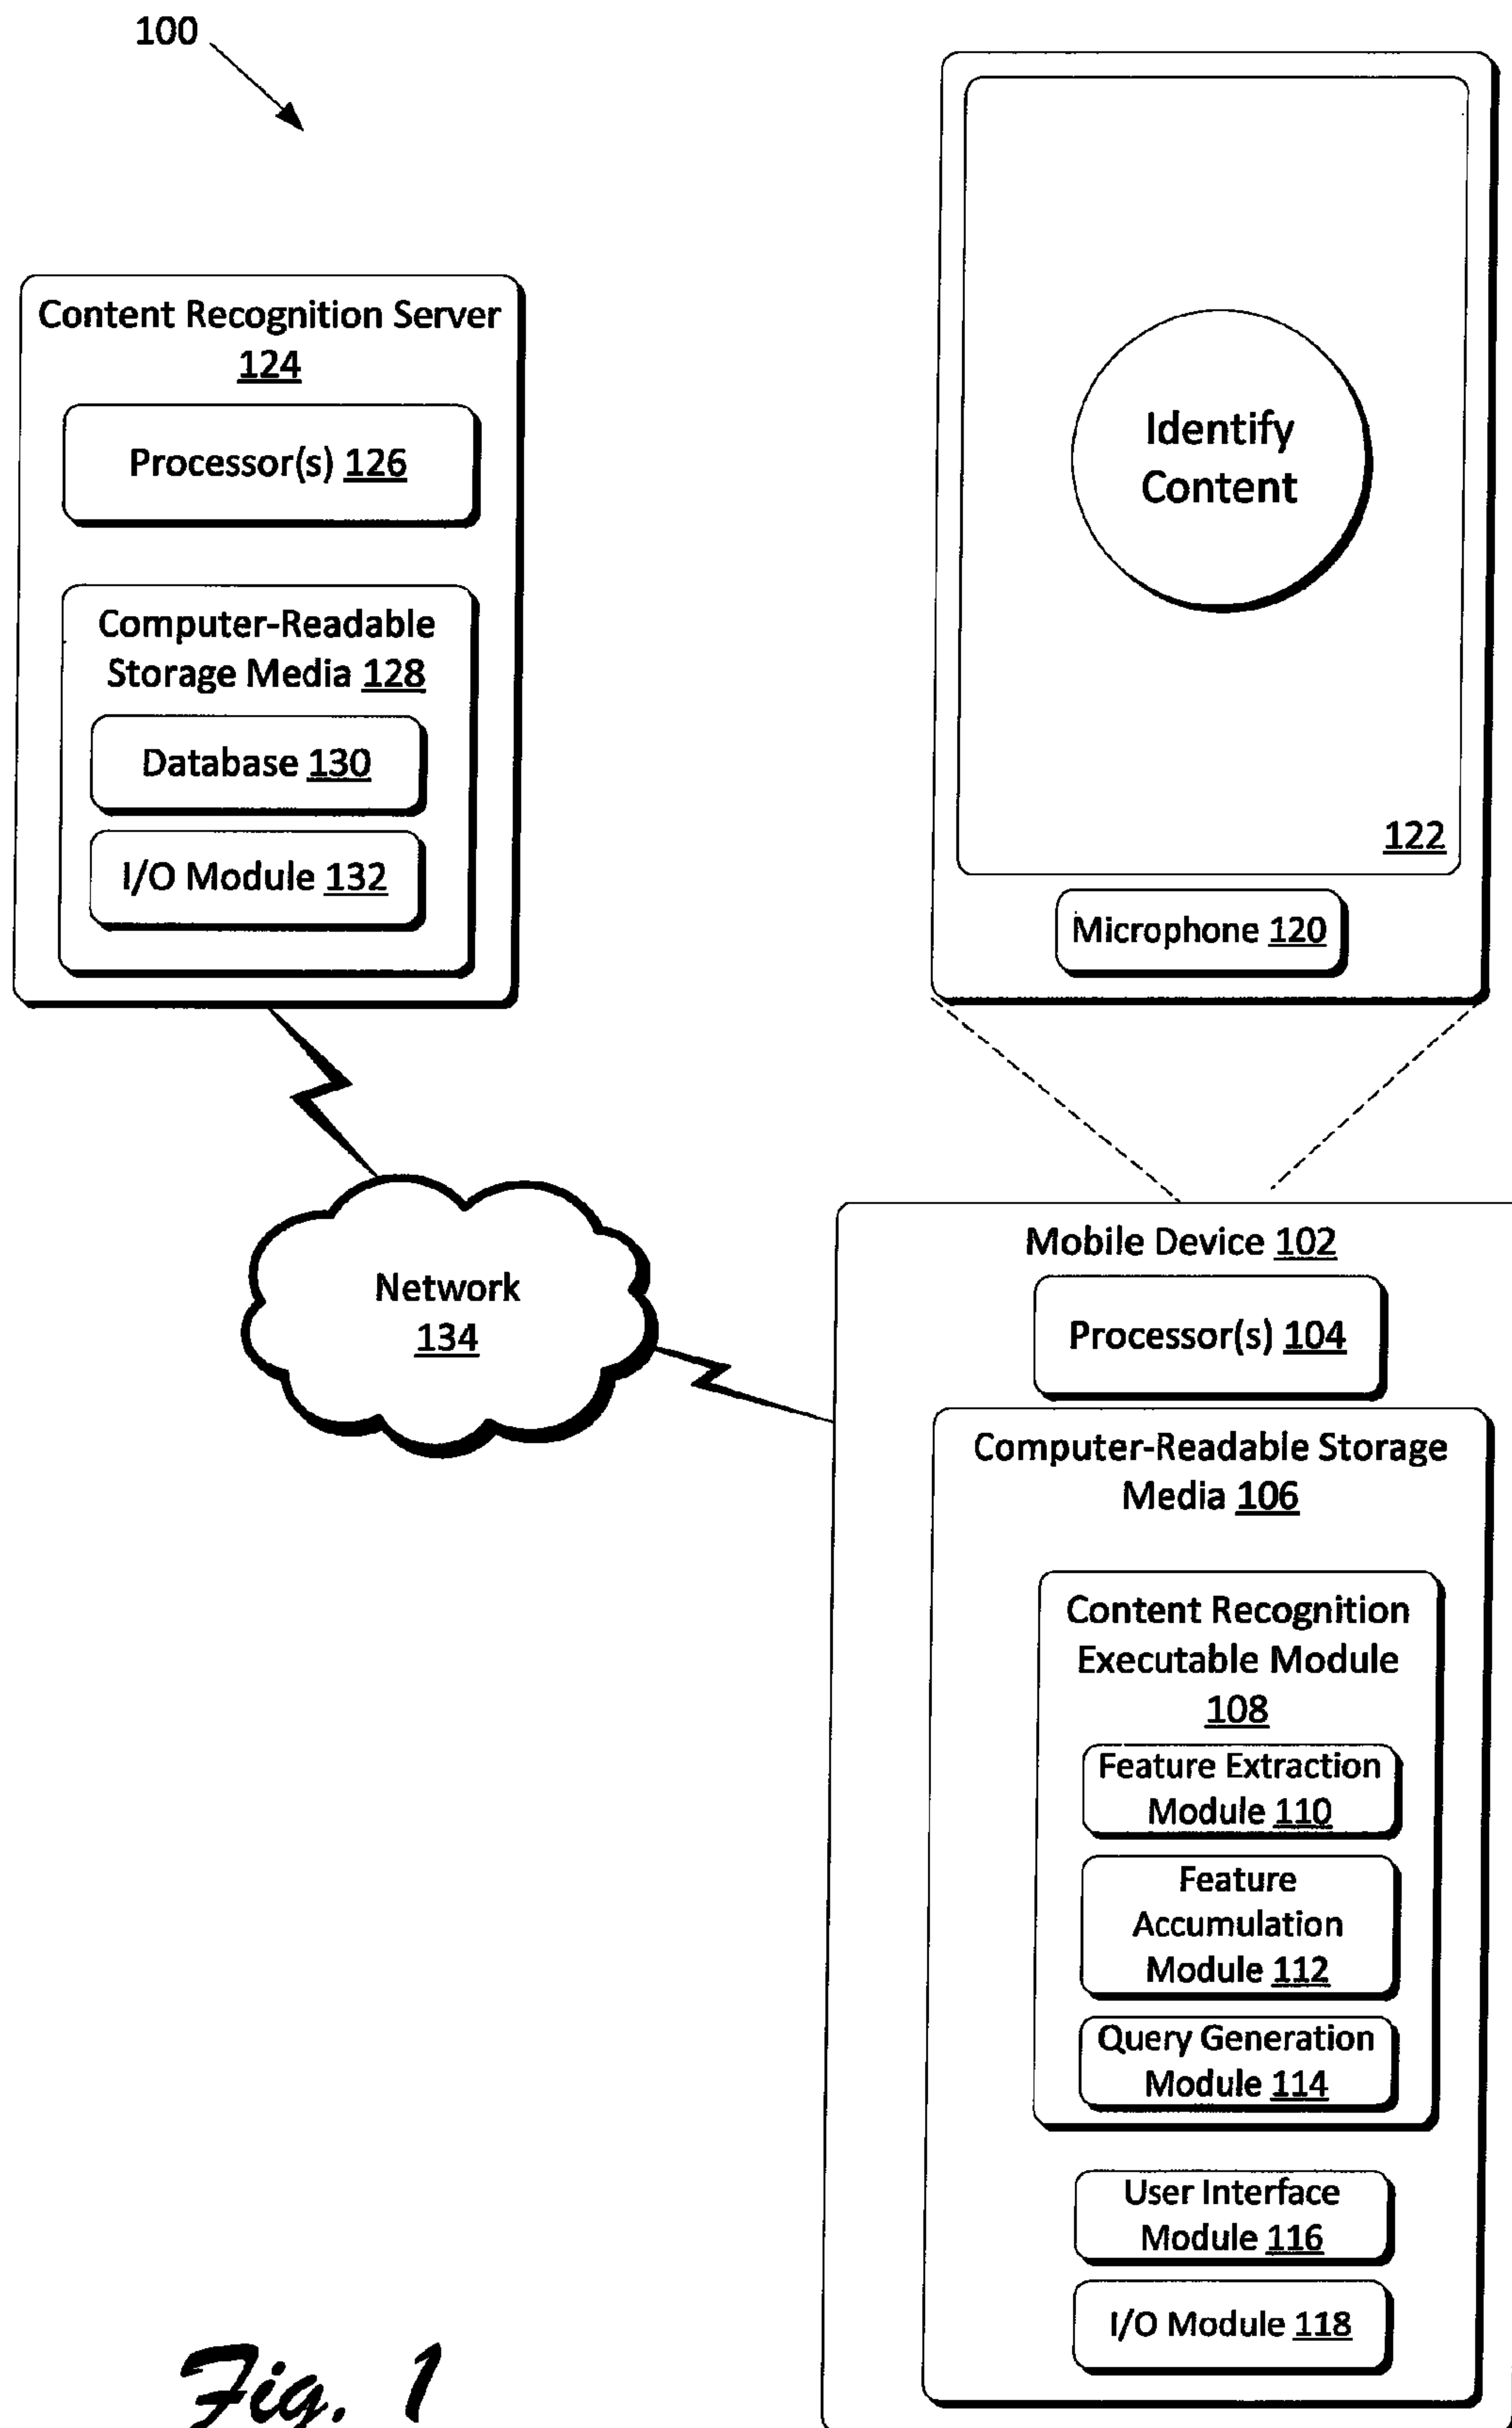 100
Content Recognition Server
124
Processor(s) 126
Computer-Readable
Storage Media 128
Database 130
I/O Module 132
Identify
Content
122
Microphone 120
Network
134
Mobile Device 102
Processor(s) 104
Computer-Readable Storage
Media 106
Content Recognition
Executable Module
108
Feature Extraction
Module 110
Feature
Accumulation
Module 112
Query Generation
Module 114
User Interface
Module 116
I/O Module 118
Fig. 1